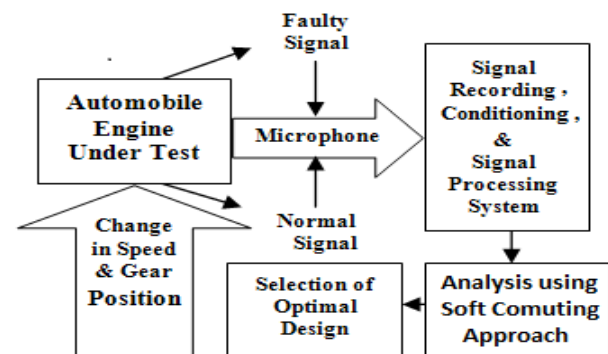 Faulty
Signal
Automobile
Engine
Under Test
Microphone
Signal
Recording ,
Conditioning ,
&
Signal
Processing
System
Normal
Signal
Change
in Speed
& Gear
Position
Selection of
Optimal
Design
Analysis using
Soft Comuting
Approach